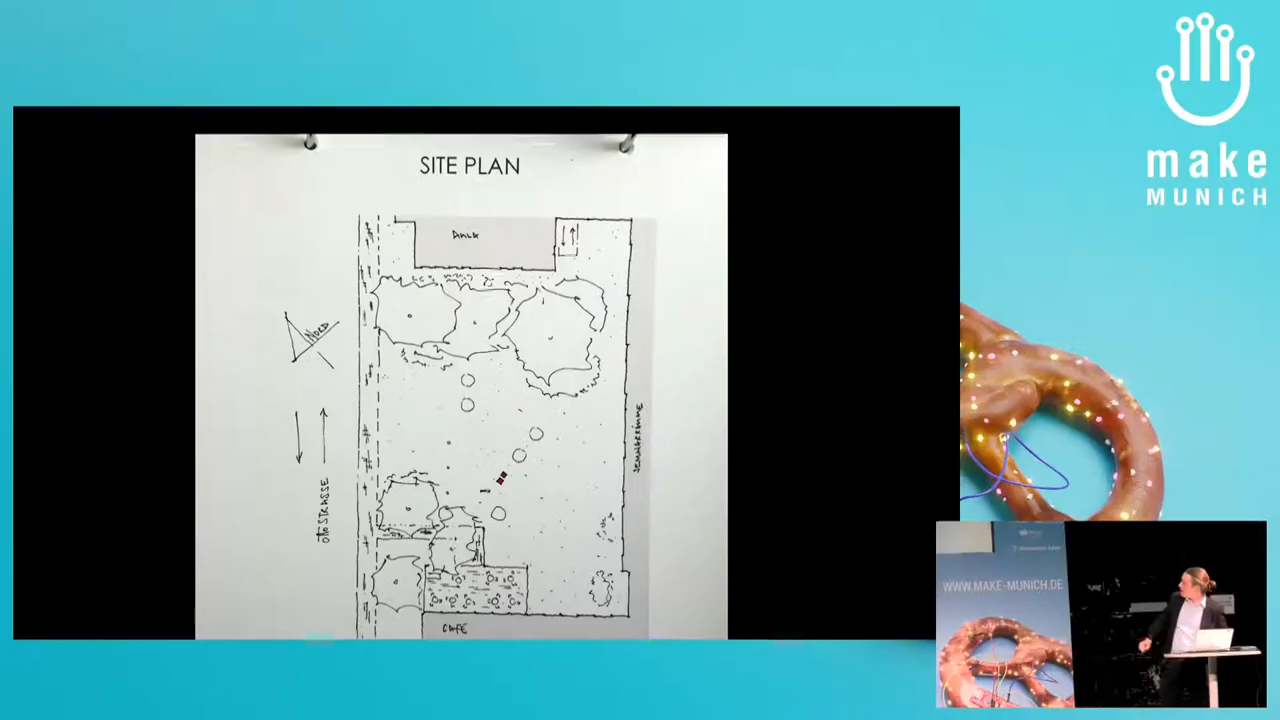 SITE PLAN
NORD
OTTOSTRASSE
CAFE
make
MUNICH
WWW.MAKE-MUNICH.DE